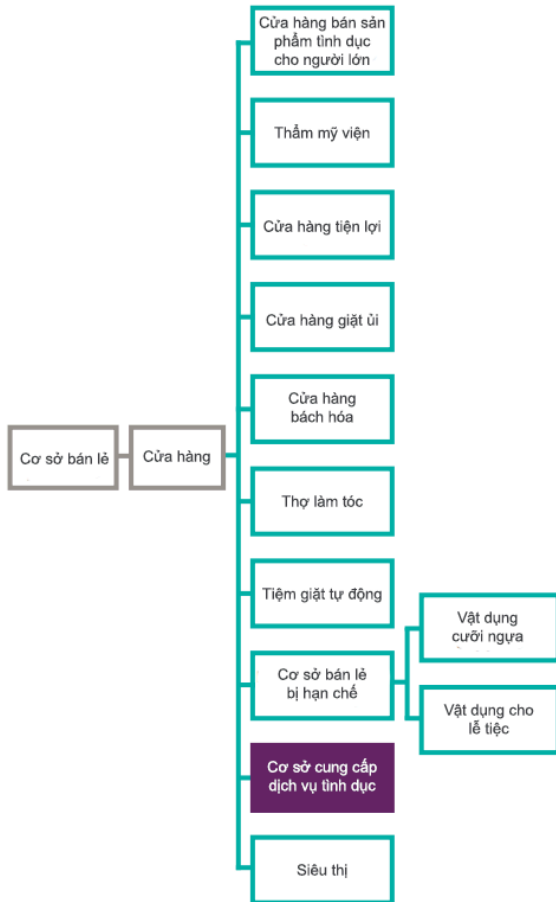 Cửa hàng bán sản
phẩm tình dục
cho người lớn
Thẩm mỹ viện
Cửa hàng tiện lợi
Cửa hàng giặt ủi
Cửa hàng
bách hóa
Cơ sở bán lẻ
Cửa hàng
Thợ làm tóc
Tiệm giặt tự động
Cơ sở bán lẻ
bị hạn chế
Vật dụng
cưỡi ngựa
Vật dụng cho
lễ tiệc
Cơ sở cung cấp
dịch vụ tình dục
Siêu thị